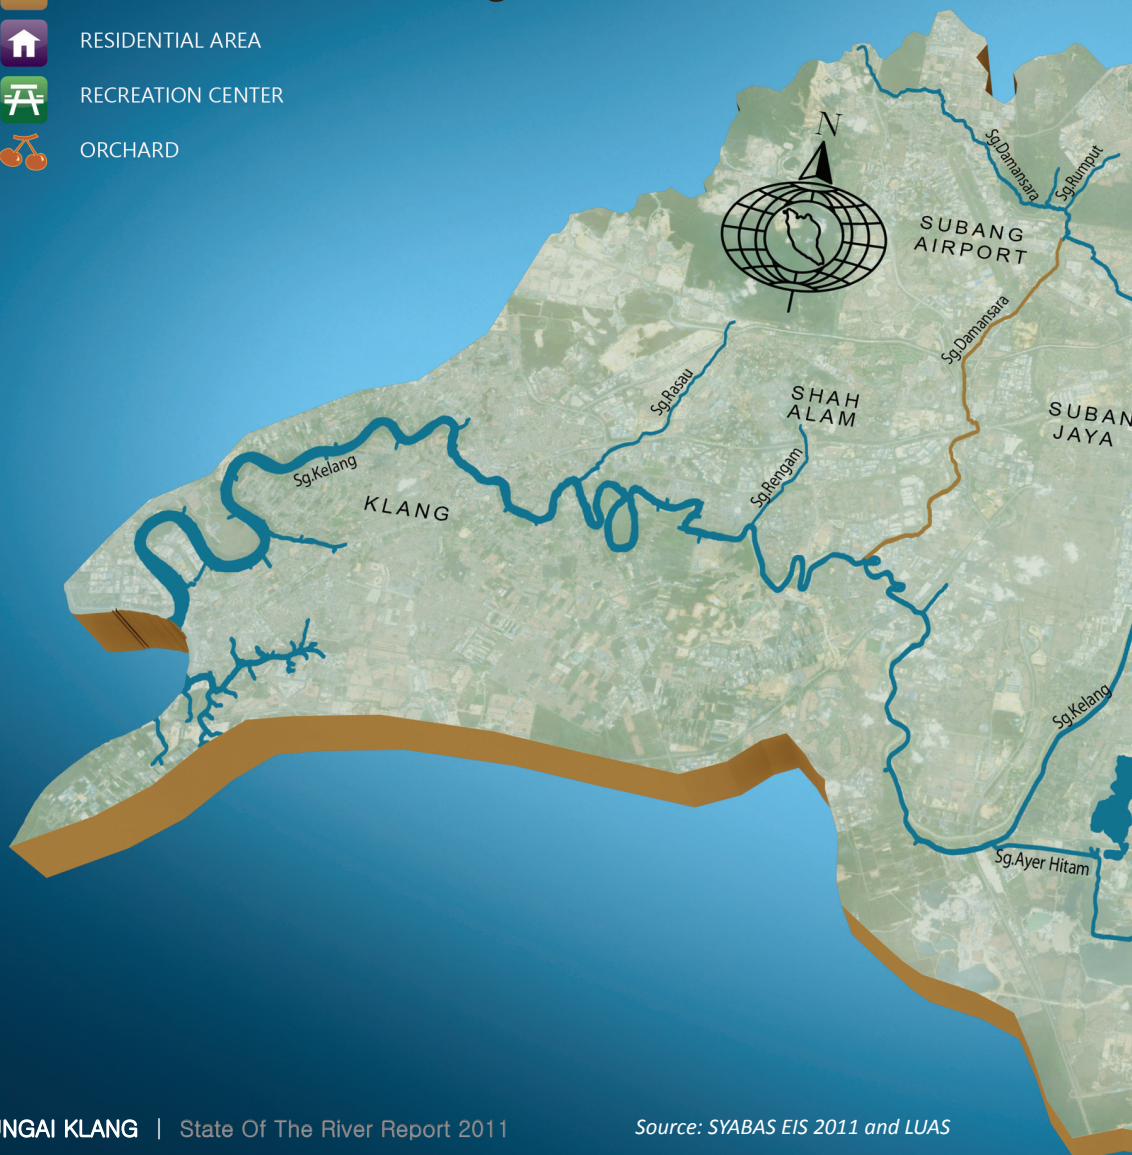 RESIDENTIAL AREA
RECREATION CENTER
ORCHARD
N
Sg.Damansara
Sg.Rumput
SUBANG
AIRPORT
Sg.Damansara
Sg.Rasau
SHAH
ALAM
SUBAN
JAYA
Sg.Rengam
Sg.Kelang
KLANG
Sg.Kelang
Sg.Ayer Hitam
UNGAI KLANG | State Of The River Report 2011
Source: SYABAS EIS 2011 and LUAS